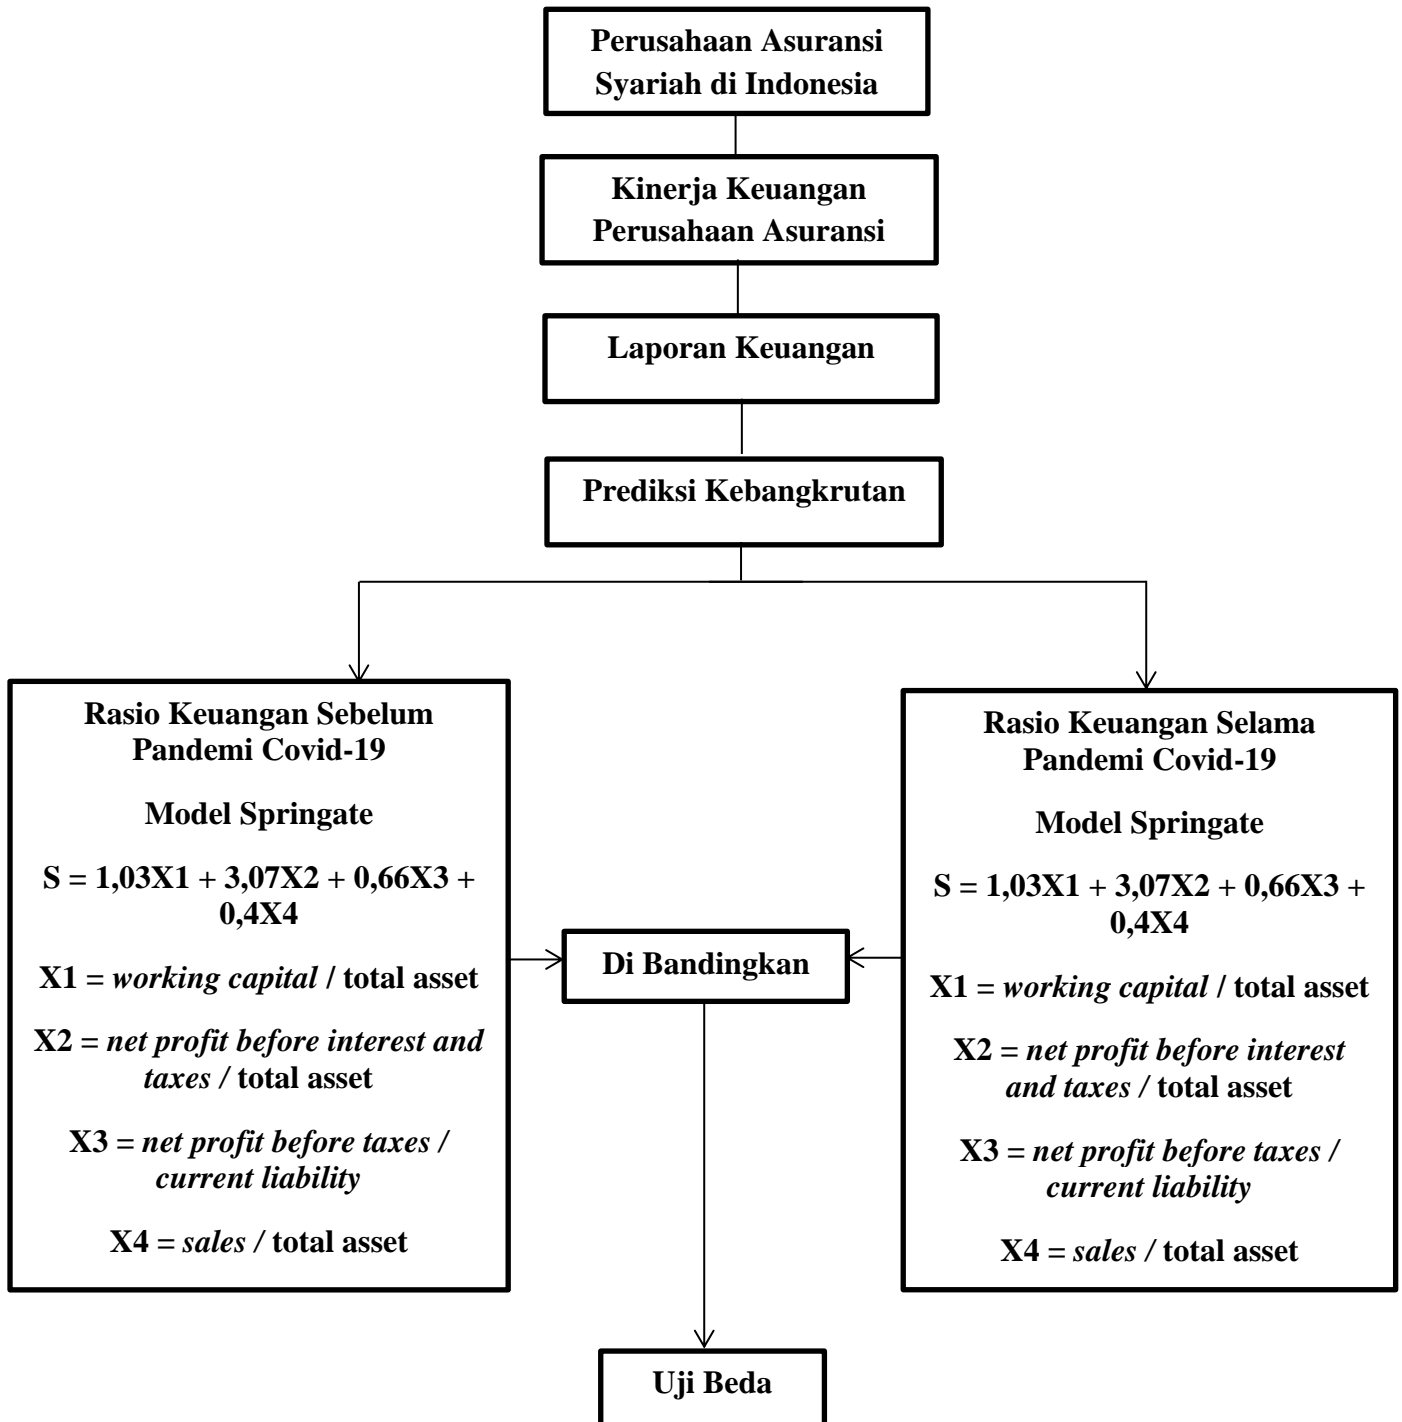 Perusahaan Asuransi
Syariah di Indonesia
Kinerja Keuangan
Perusahaan Asuransi
Laporan Keuangan
Prediksi Kebangkrutan
Rasio Keuangan Sebelum
Pandemi Covid-19
Model Springate
S = 1,03X1 + 3,07X2 + 0,66X3 +
0,4X4
X1 = working capital / total asset
X2 = net profit before interest and
taxes / total asset
X3 = net profit before taxes /
current liability
X4 = sales / total asset
Di Bandingkan
Rasio Keuangan Selama
Pandemi Covid-19
Model Springate
S = 1,03X1 + 3,07X2 + 0,66X3 +
0,4X4
X1 = working capital / total asset
X2 = net profit before interest
and taxes / total asset
X3 = net profit before taxes /
current liability
X4 = sales / total asset
Uji Beda